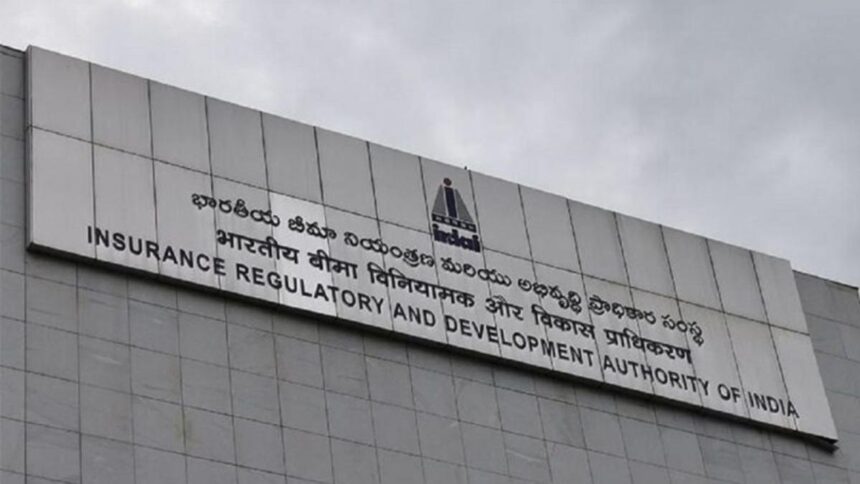 irdai
భారతీయ బీమా నియంత్రణ మరియు అభివృద్ధి ప్రాధికార సంస్థ
भारतीय बीमा विनियामक और विकास प्राधिकरण
INSURANCE REGULATORY AND DEVELOPMENT AUTHORITY OF INDIA